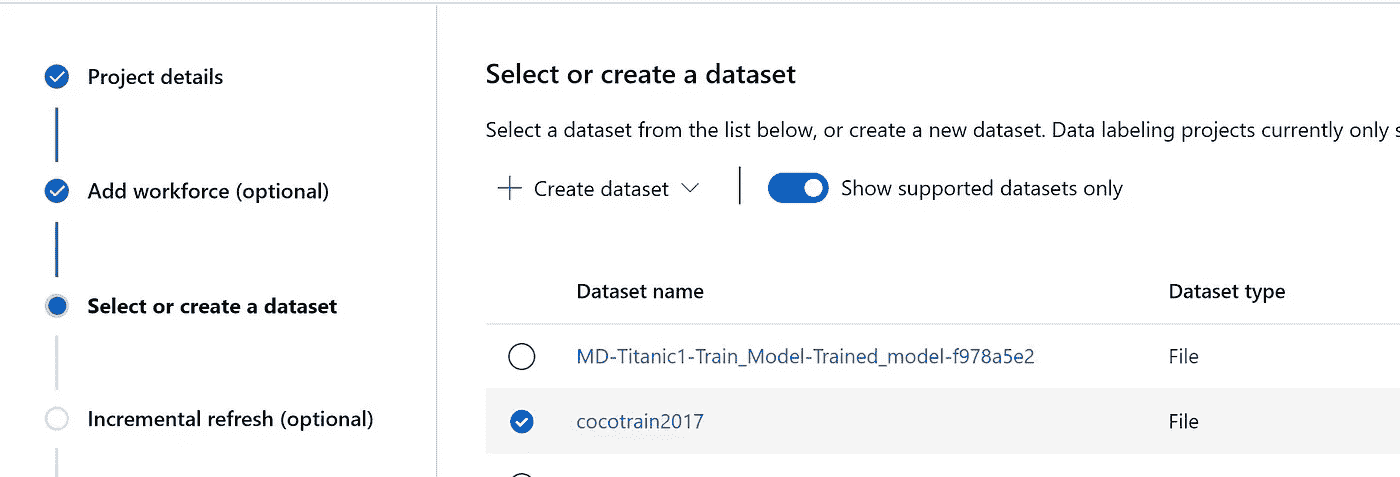 Project details
Add workforce (optional)
Select or create a dataset
Incremental refresh (optional)
Select or create a dataset
Select a dataset from the list below, or create a new dataset. Data labeling projects currently only
Create dataset
Show supported datasets only
Dataset name Dataset type
MD-Titanic1-Train_Model-Trained_model-f978a5e2 File
cocotrain2017 File